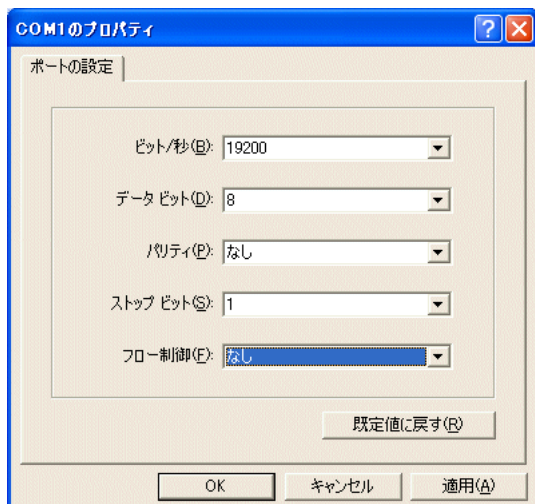 COM1のプロパティ
ポートの設定
ビット/秒(B): 19200
データ ビット(D): 8
パリティ(P): なし
ストップ ビット(S): 1
フロー制御(F): なし
既定値に戻す(R)
OK キャンセル 適用(A)